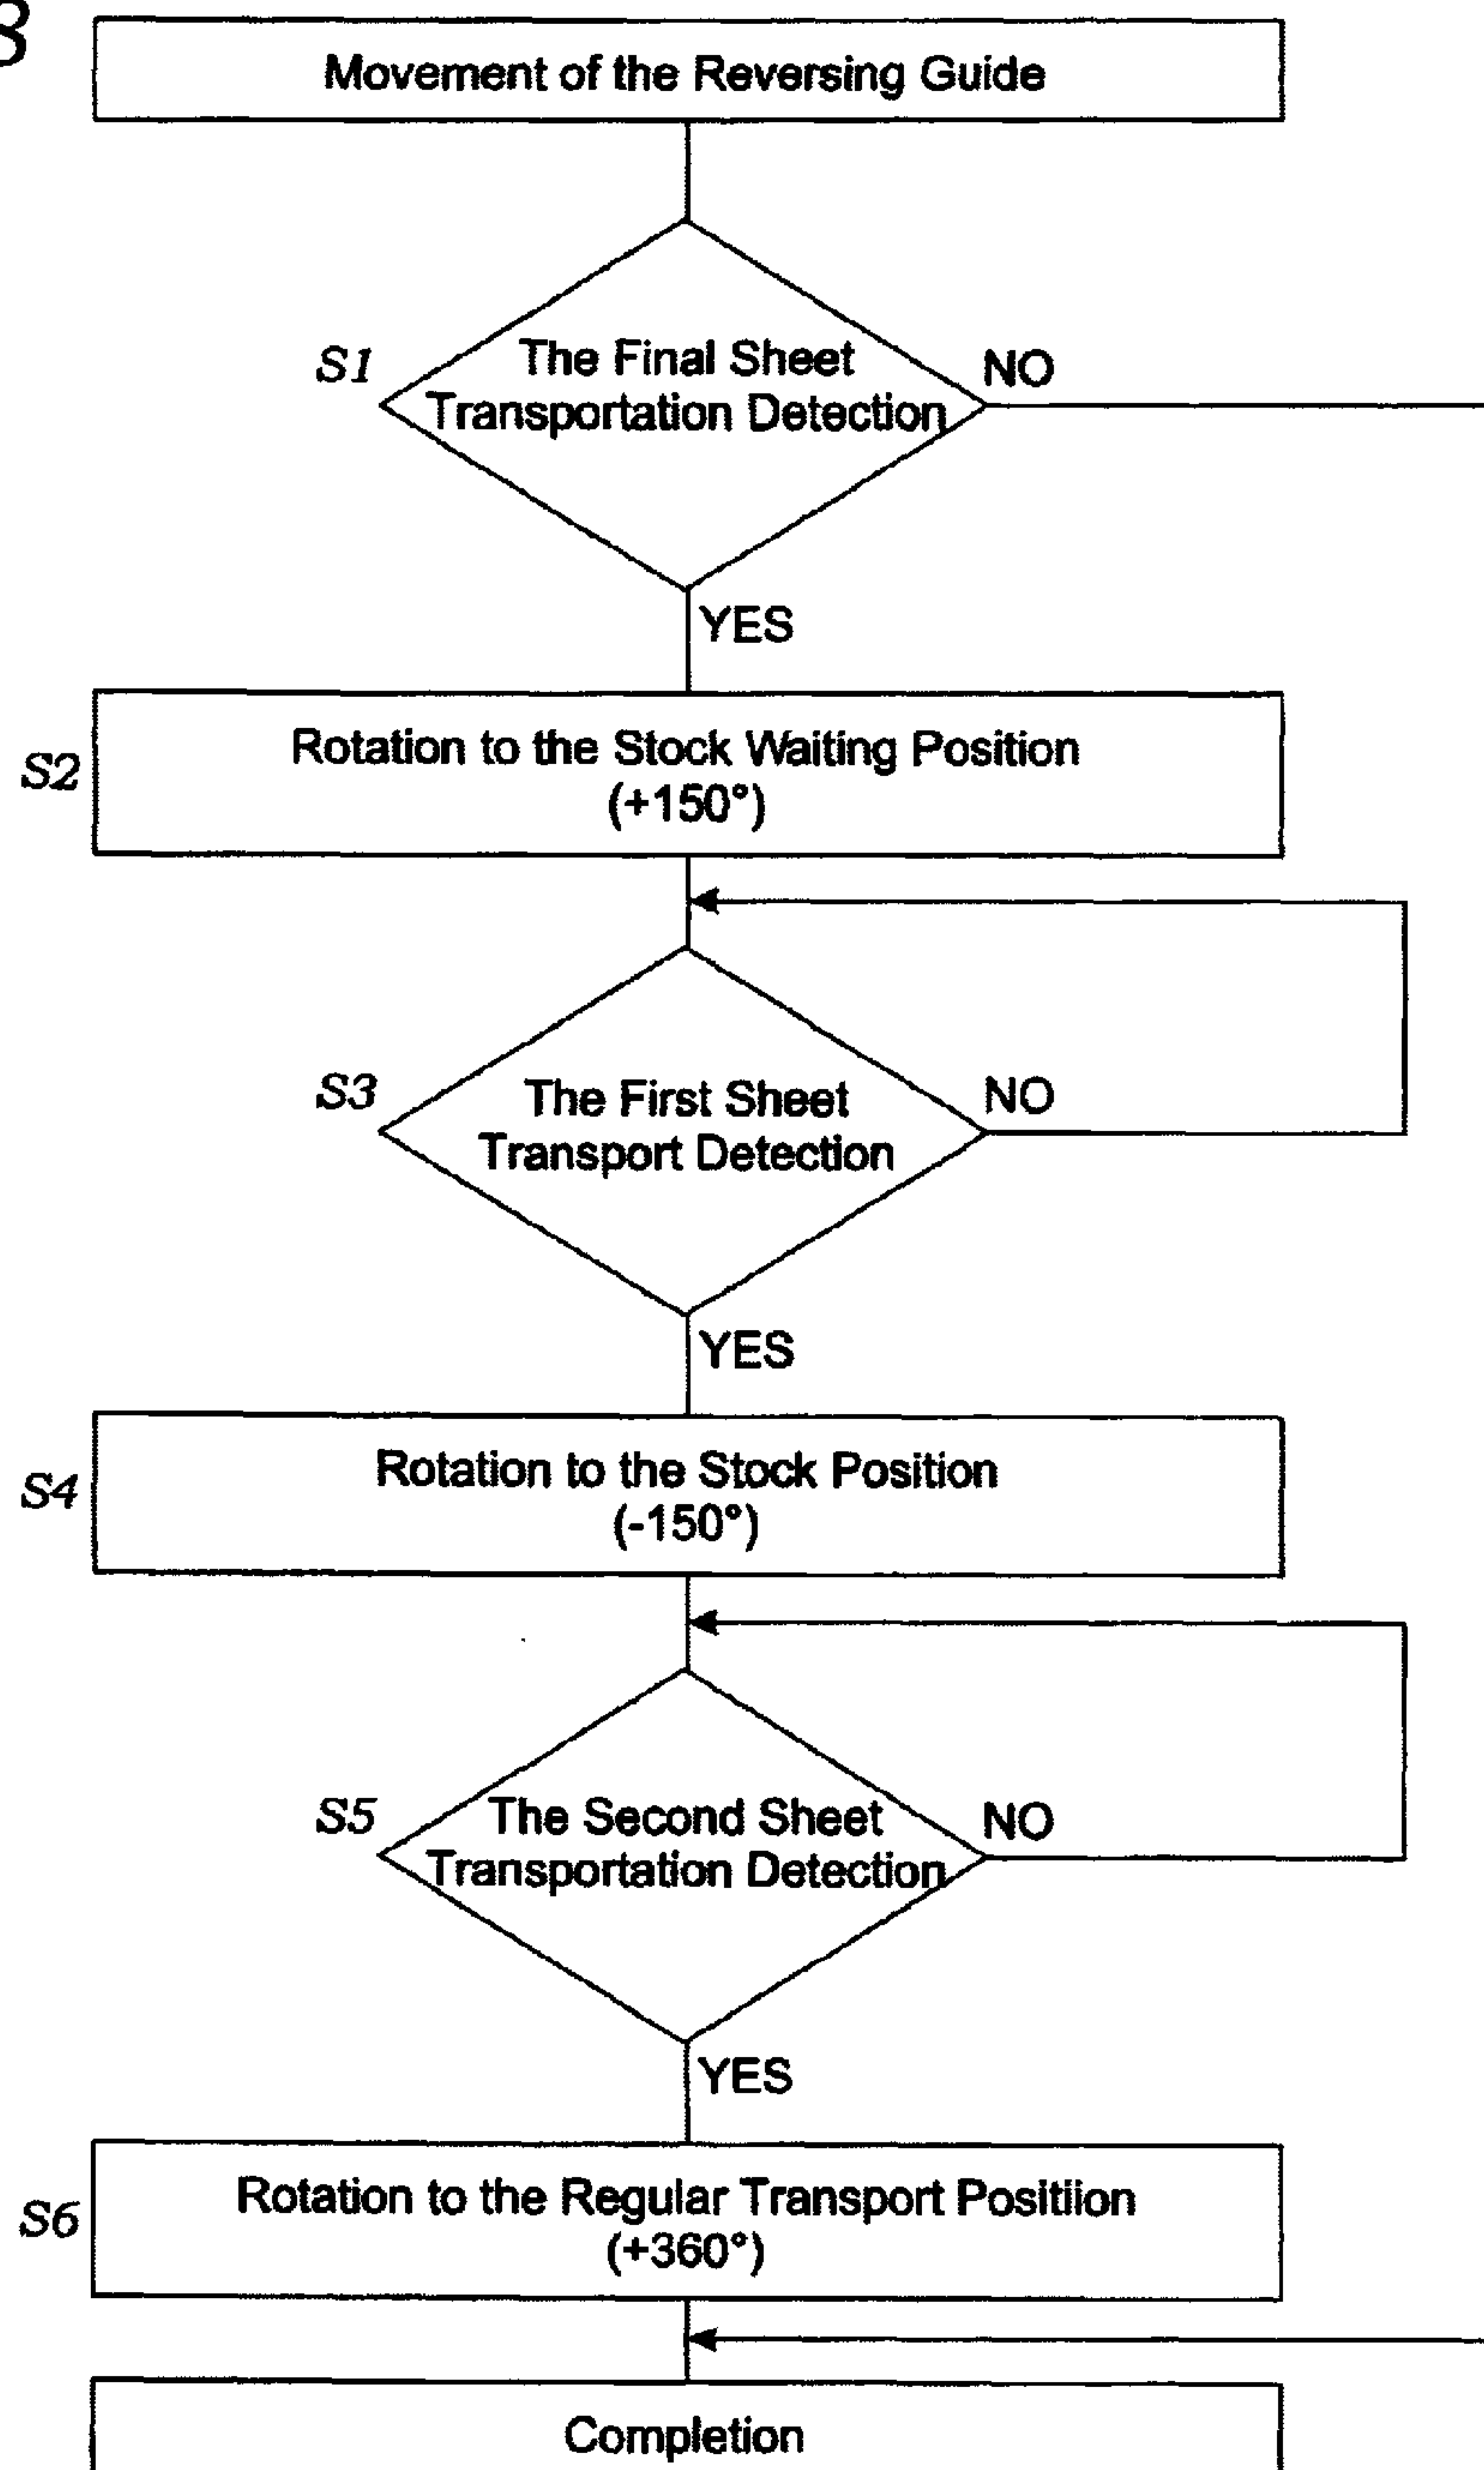 8
Movement of the Reversing Guide
S1
The Final Sheet
Transportation Detection
NO
YES
S2
Rotation to the Stock Waiting Position
(+150°)
S3
The First Sheet
Transport Detection
NO
YES
S4
Rotation to the Stock Position
(-150°)
S5
The Second Sheet
Transportation Detection
NO
YES
S6
Rotation to the Regular Transport Positiion
(+360°)
Completion